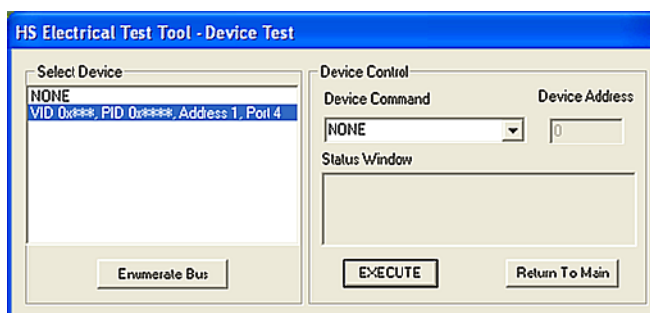 HS Electrical Test Tool - Device Test
Select Device
NONE
VID 0x***, PID 0x****, Address 1, Port 4
Enumerate Bus
Device Control
Device Command
Device Address
NONE
0
Status Window
EXECUTE
Return To Main